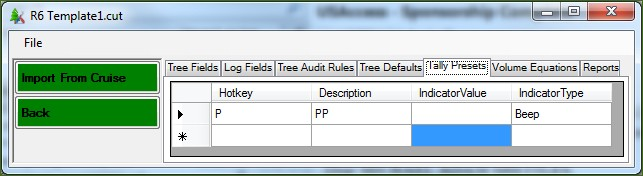 R6 Template1.cut
File
Import From Cruise
Back
Tree Fields Log Fields Tree Audit Rules Tree Defaults Tally Presets Volume Equations Reports
Hotkey Description IndicatorValue IndicatorType
P PP Beep